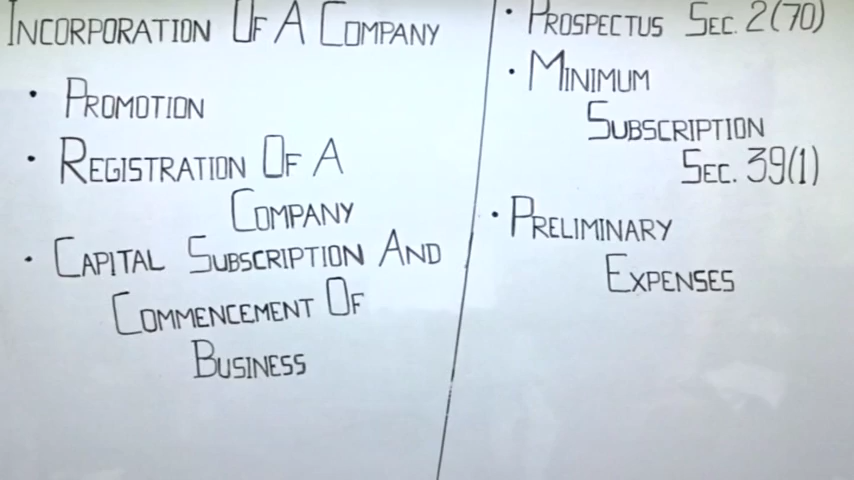 INCORPORATION OF A COMPANY
• PROMOTION
• REGISTRATION OF A
COMPANY
• CAPITAL SUBSCRIPTION AND
COMMENCEMENT OF
BUSINESS
• PROSPECTUS SEC. 2(70)
• MINIMUM
SUBSCRIPTION
SEC. 39(1)
• PRELIMINARY
EXPENSES